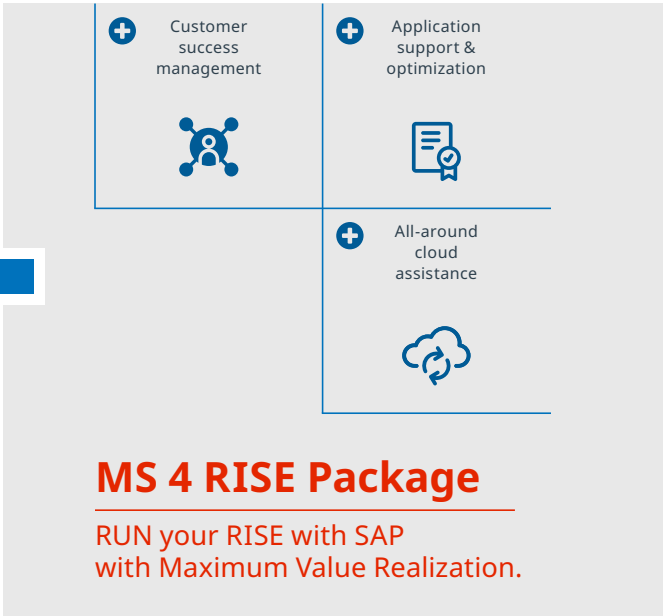 Customer
success
management
Application
support &
optimization
All-around
cloud
assistance
MS 4 RISE Package
RUN your RISE with SAP
with Maximum Value Realization.